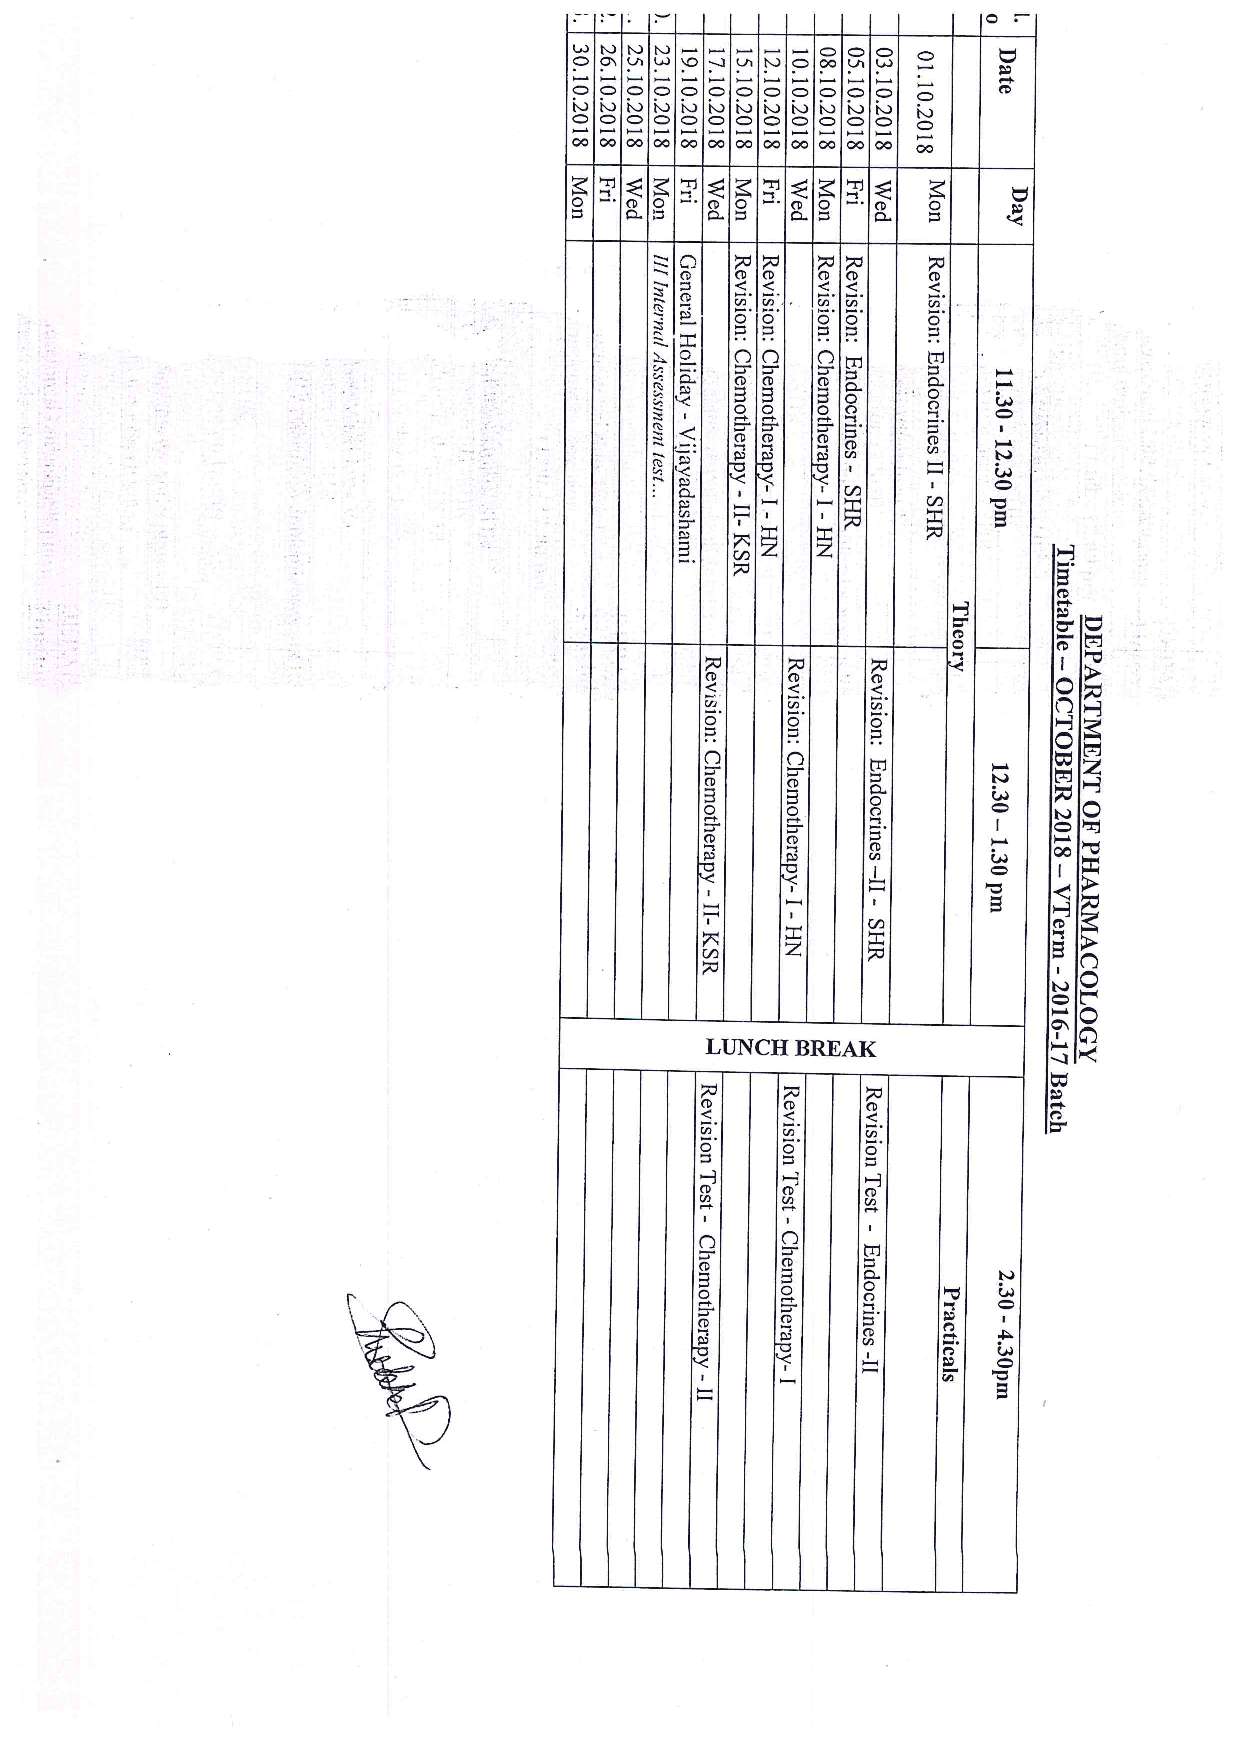 DEPARTMENT OF PHARMACOLOGY
Timetable – OCTOBER 2018 – VTerm - 2016-17 Batch
l. Date Day 11.30 - 12.30 pm 12.30 – 1.30 pm 2.30 - 4.30pm
o
Theory Practicals
01.10.2018 Mon Revision: Endocrines II - SHR
03.10.2018 Wed Revision: Endocrines –II - SHR Revision Test - Endocrines -II
05.10.2018 Fri Revision: Endocrines - SHR
08.10.2018 Mon Revision: Chemotherapy- I - HN
10.10.2018 Wed Revision: Chemotherapy- I - HN Revision Test - Chemotherapy- I
12.10.2018 Fri Revision: Chemotherapy- I - HN
15.10.2018 Mon Revision: Chemotherapy - II- KSR
17.10.2018 Wed Revision: Chemotherapy - II- KSR Revision Test - Chemotherapy - II
19.10.2018 Fri General Holiday - Vijayadashami
23.10.2018 Mon III Internal Assessment test...
25.10.2018 Wed
26.10.2018 Fri
30.10.2018 Mon
LUNCH BREAK